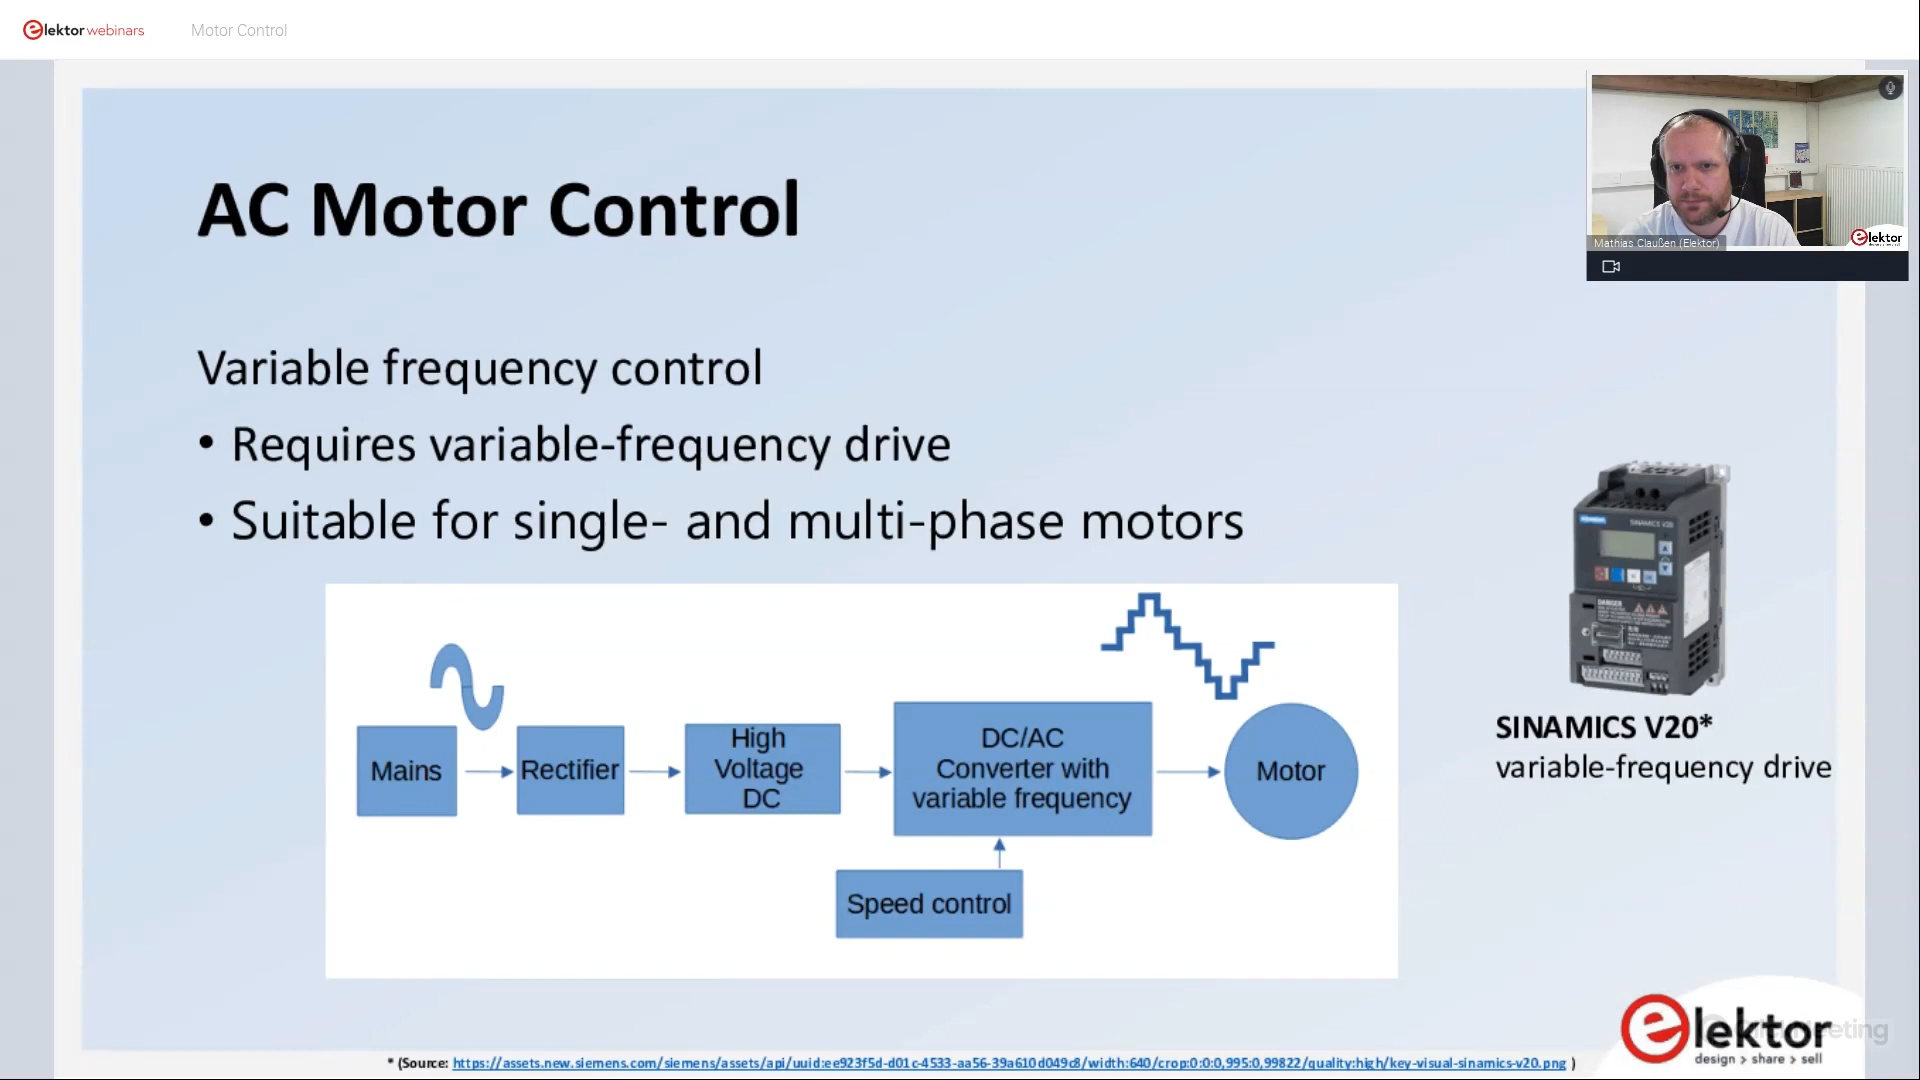 elektor webinars
Motor Control
Mathias Claußen (Elektor)
elektor
AC Motor Control
Variable frequency control
• Requires variable-frequency drive
• Suitable for single- and multi-phase motors
Mains
Rectifier
High
Voltage
DC
DC/AC
Converter with
variable frequency
Motor
Speed control
SINAMICS V20
DANGER
SINAMICS V20*
variable-frequency drive
elektor
design > share > sell
* (Source: https://assets.new.siemens.com/siemens/assets/api/uuid:ee923f5d-d01c-4533-aa56-39a610d049c8/width:640/crop:0:0:0,995:0,99822/quality:high/key-visual-sinamics-v20.png )